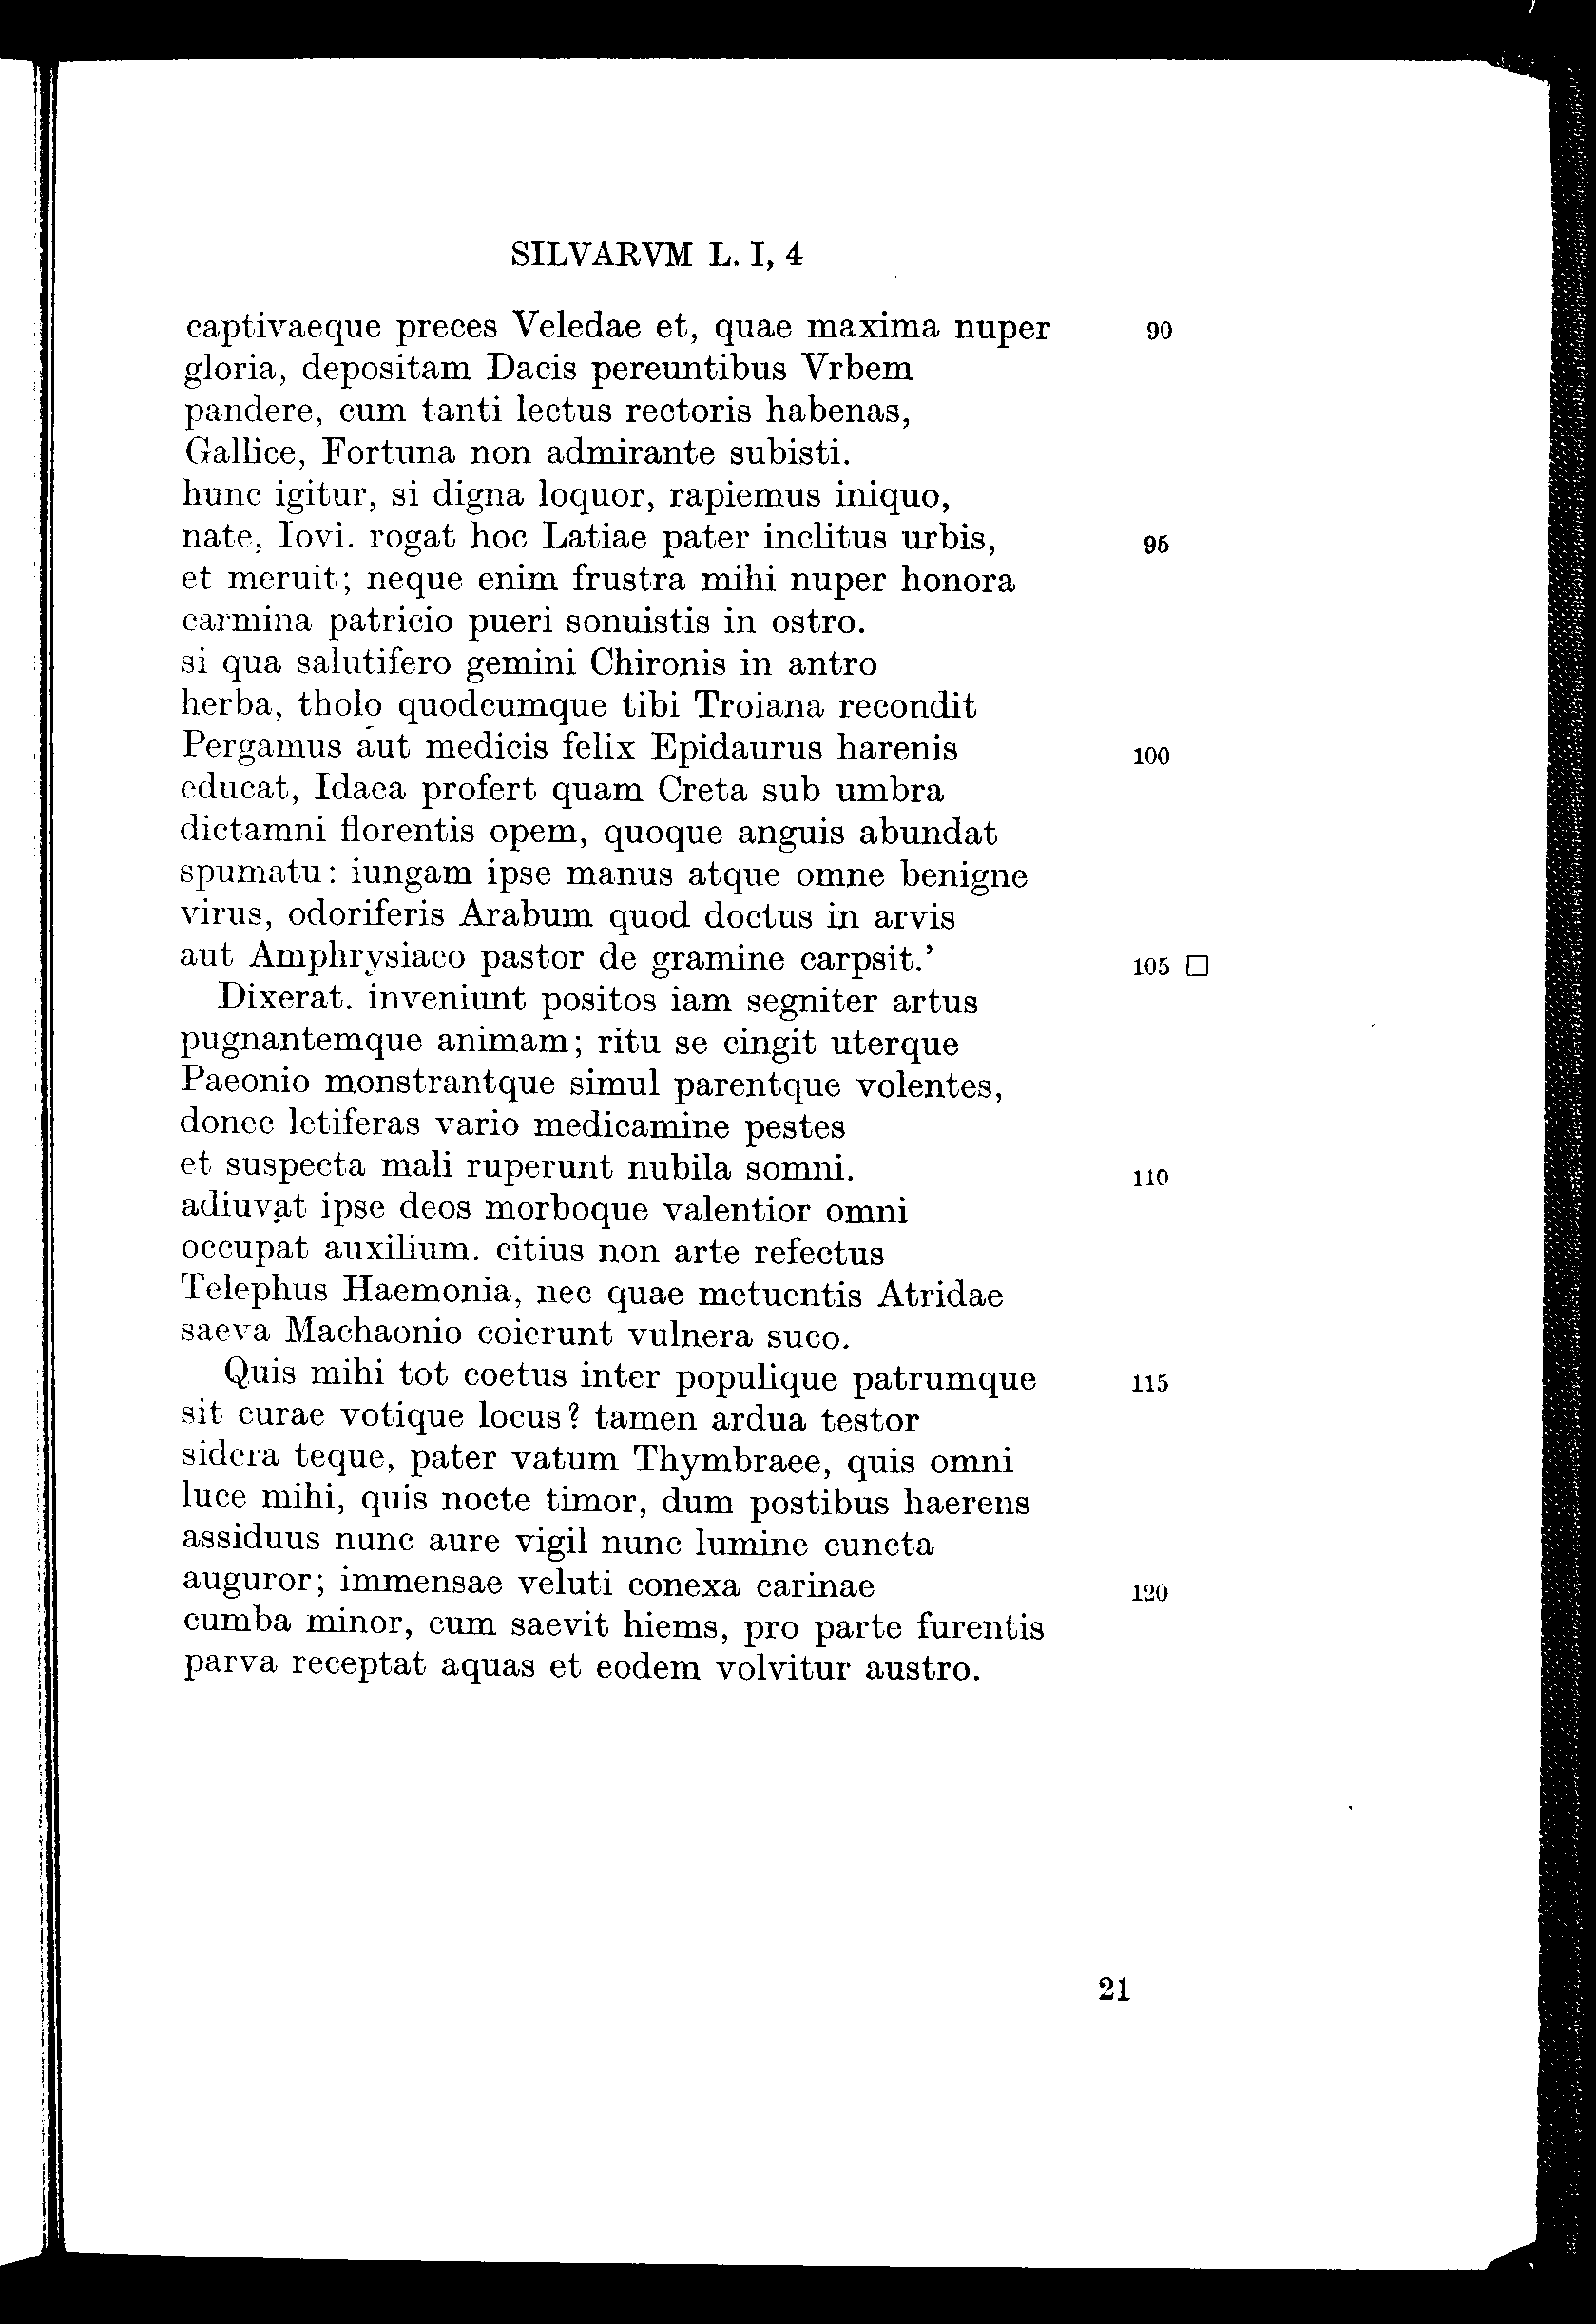 SILVARVM L. I, 4
captivaeque preces Veledae et, quae maxima nuper 90
gloria, depositam Dacis pereuntibus Vrbem
pandere, cum tanti lectus rectoris habenas,
Gallice, Fortuna non admirante subisti.
hunc igitur, si digna loquor, rapiemus iniquo,
nate, Iovi. rogat hoc Latiae pater inclitus urbis, 95
et meruit; neque enim frustra mihi nuper honora
carmina patricio pueri sonuistis in ostro.
si qua salutifero gemini Chironis in antro
herba, tholo quodcumque tibi Troiana recondit
Pergamus aut medicis felix Epidaurus harenis 100
educat, Idaea profert quam Creta sub umbra
dictamni florentis opem, quoque anguis abundat
spumatu: iungam ipse manus atque omne benigne
virus, odoriferis Arabum quod doctus in arvis
aut Amphrysiaco pastor de gramine carpsit.’ 105 □
Dixerat. inveniunt positos iam segniter artus
pugnantemque animam; ritu se cingit uterque
Paeonio monstrantque simul parentque volentes,
donec letiferas vario medicamine pestes
et suspecta mali ruperunt nubila somni. 110
adiuvat ipse deos morboque valentior omni
occupat auxilium. citius non arte refectus
Telephus Haemonia, nec quae metuentis Atridae
saeva Machaonio coierunt vulnera suco.
Quis mihi tot coetus inter populique patrumque 115
sit curae votique locus? tamen ardua testor
sidera teque, pater vatum Thymbraee, quis omni
luce mihi, quis nocte timor, dum postibus haerens
assiduus nunc aure vigil nunc lumine cuncta
auguror; immensae veluti conexa carinae 120
cumba minor, cum saevit hiems, pro parte furentis
parva receptat aquas et eodem volvitur austro.
21